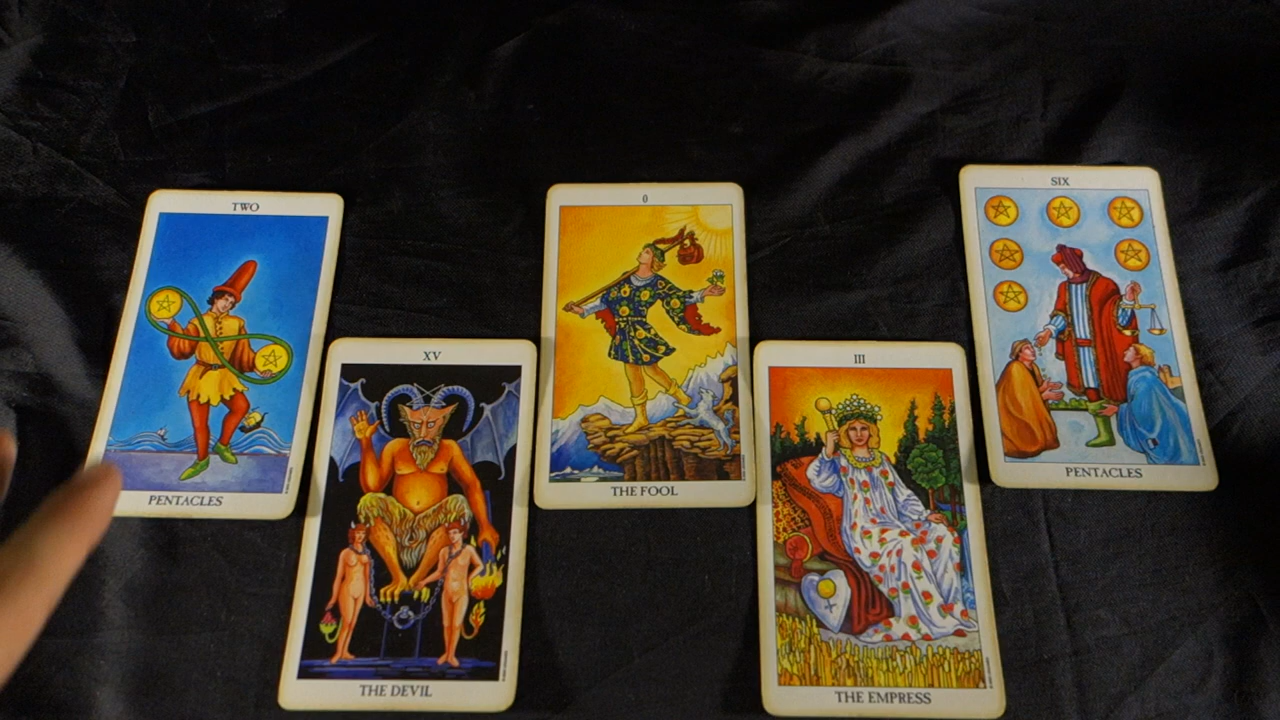 TWO
PENTACLES
XV
THE DEVIL
0
THE FOOL
III
THE EMPRESS
SIX
PENTACLES